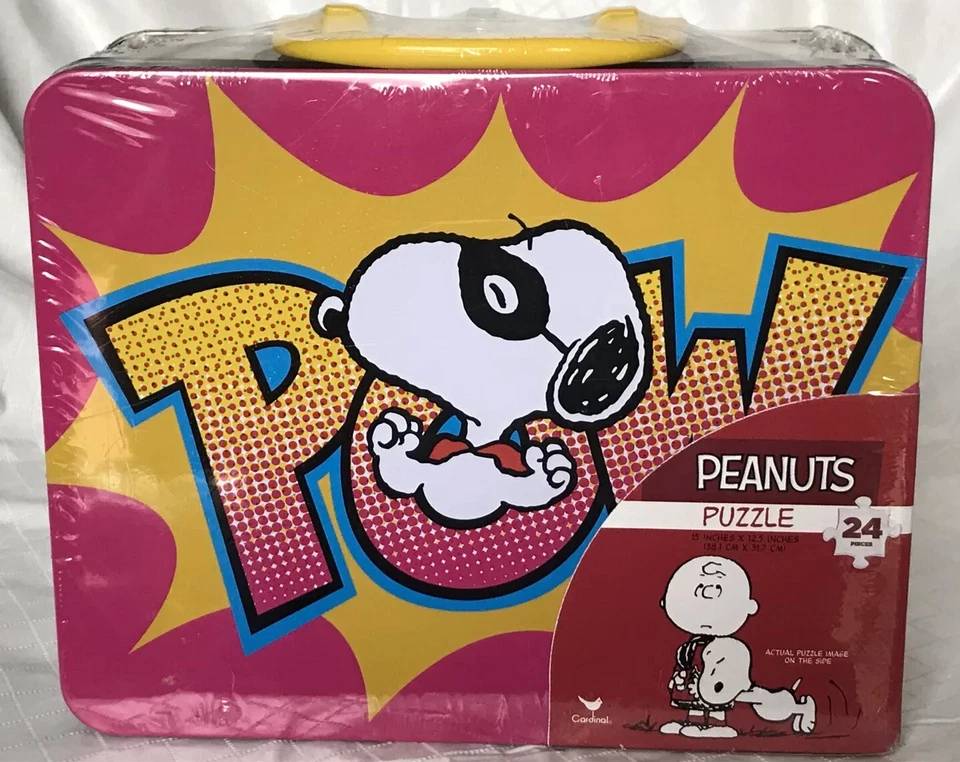 POW
PEANUTS
PUZZLE
24
PIECES
15 INCHES X 12.5 INCHES
(38.1 CM X 31.7 CM)
ACTUAL PUZZLE IMAGE
ON THE SIDE
Cardinal